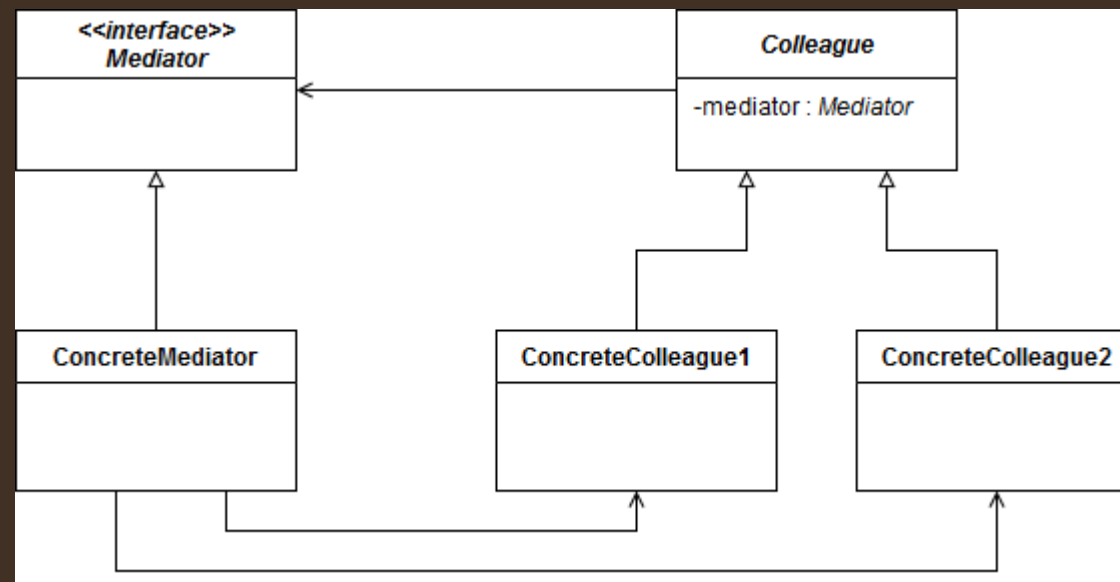 <<interface>>
Mediator
Colleague
-mediator : Mediator
ConcreteMediator
ConcreteColleague1
ConcreteColleague2